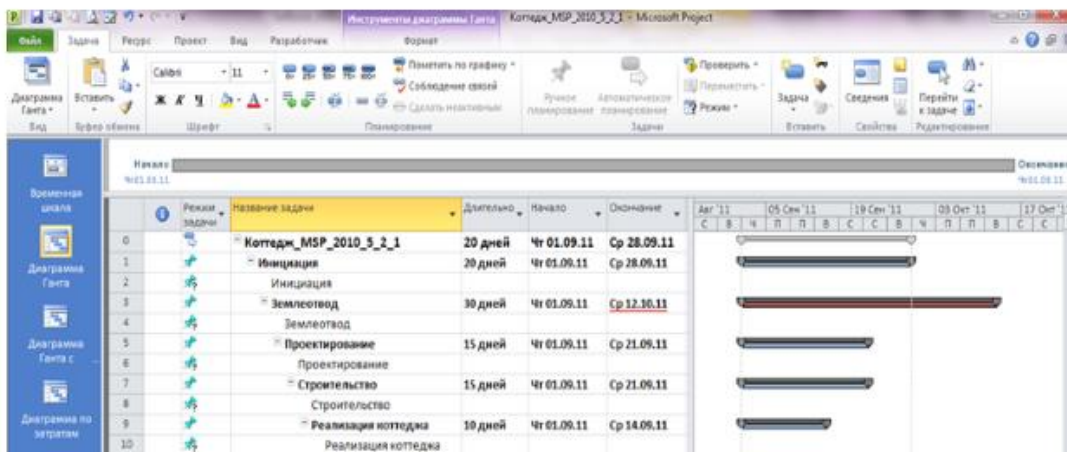 Инструменты диаграммы Ганта
Коттедж_MSP_2010_5_2_1 - Microsoft Project
Файл Задача Ресурс Проект Вид Разработчик Формат
Диаграмма Ганта
Вставить
Calibri 11
Ж К Ч
Пометить по графику
Соблюдение связей
Сделать неактивным
Ручное планирование
Автоматическое планирование
Проверить
Переместить
Режим
Задача
Сведения
Перейти к задаче
Вид Буфер обмена Шрифт Планирование Задачи Вставить Свойства Редактирование
Временная шкала
Диаграмма Ганта
Диаграмма Ганта с
Диаграмма по затратам
Начало
Чт 01.09.11
Окончание
Режим задачи Название задачи Длительно Начало Окончание Авг '11 05 Сен '11 19 Сен '11 03 Окт '11 17 Окт '1
С В Ч П П В С С В Ч П П В С С
0 Коттедж_MSP_2010_5_2_1 20 дней Чт 01.09.11 Ср 28.09.11
1 Инициация 20 дней Чт 01.09.11 Ср 28.09.11
2 Инициация
3 Землеотвод 30 дней Чт 01.09.11 Ср 12.10.11
4 Землеотвод
5 Проектирование 15 дней Чт 01.09.11 Ср 21.09.11
6 Проектирование
7 Строительство 15 дней Чт 01.09.11 Ср 21.09.11
8 Строительство
9 Реализация коттеджа 10 дней Чт 01.09.11 Ср 14.09.11
10 Реализация коттеджа